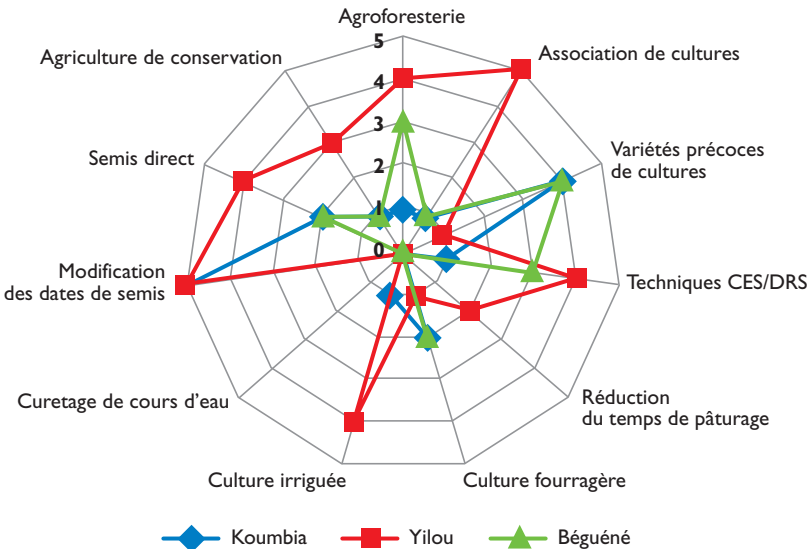 Agroforesterie
Association de cultures
Variétés précoces
de cultures
Techniques CES/DRS
Réduction
du temps de pâturage
Culture fourragère
Culture irriguée
Curetage de cours d'eau
Modification
des dates de semis
Semis direct
Agriculture de conservation
5
4
3
2
1
0
Koumbia
Yilou
Béguéné